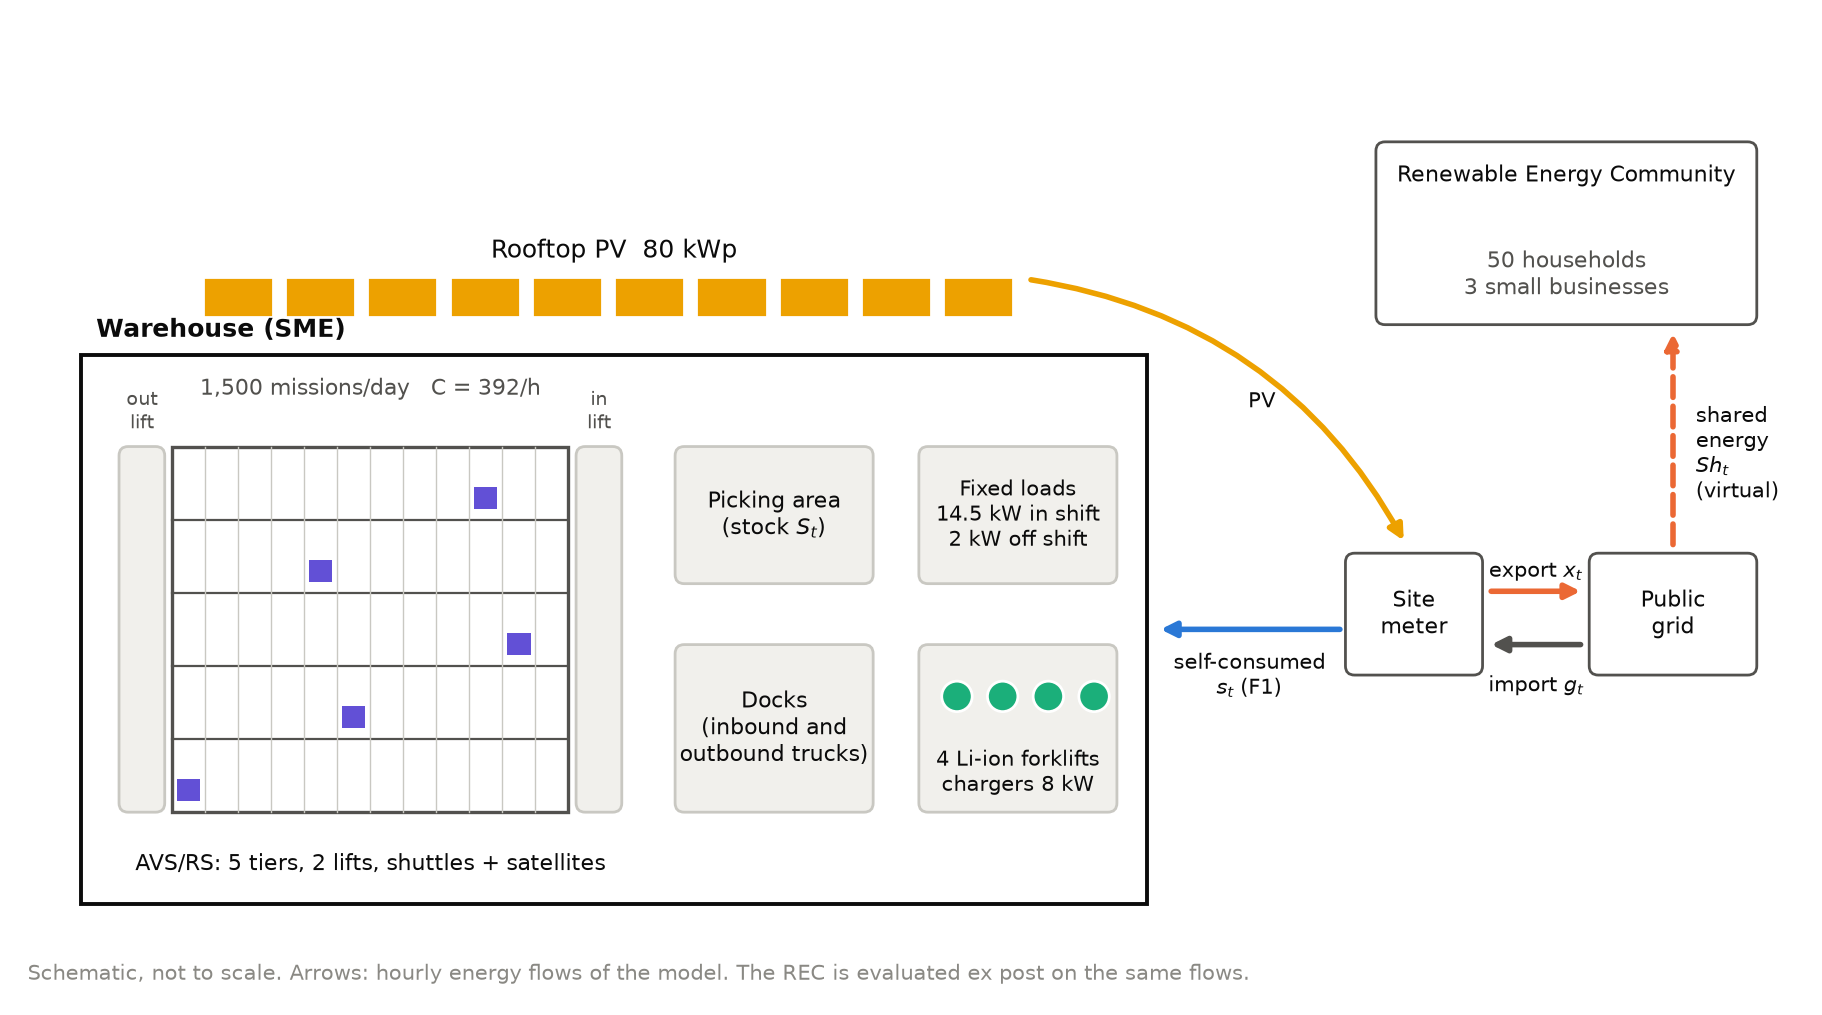 Renewable Energy Community
50 households
3 small businesses
Rooftop PV 80 kWp
Warehouse (SME)
1,500 missions/day C = 392/h
out
lift
in
lift
PV
shared
energy
Sh_t
(virtual)
Picking area
(stock S_t)
Fixed loads
14.5 kW in shift
2 kW off shift
Site
meter
export x_t
import g_t
Public
grid
self-consumed
s_t (F1)
Docks
(inbound and
outbound trucks)
4 Li-ion forklifts
chargers 8 kW
AVS/RS: 5 tiers, 2 lifts, shuttles + satellites
Schematic, not to scale. Arrows: hourly energy flows of the model. The REC is evaluated ex post on the same flows.